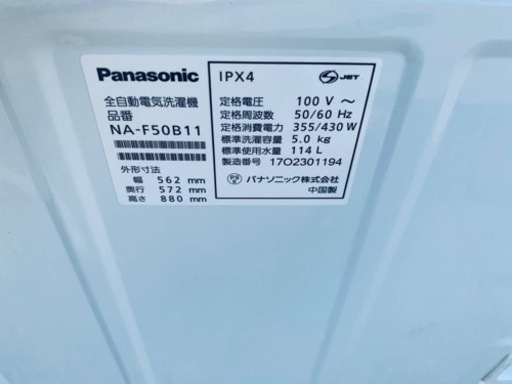 Panasonic
全自動電気洗濯機
品番
NA-F50B11
外形寸法
幅 562 mm
奥行 572 mm
高さ 880 mm
IPX4
S JET
定格電圧 100 V ～
定格周波数 50/60 Hz
定格消費電力 355/430 W
標準洗濯容量 5.0 kg
標準使用水量 114 L
製造番号 17O2301194
PS E パナソニック株式会社
中国製